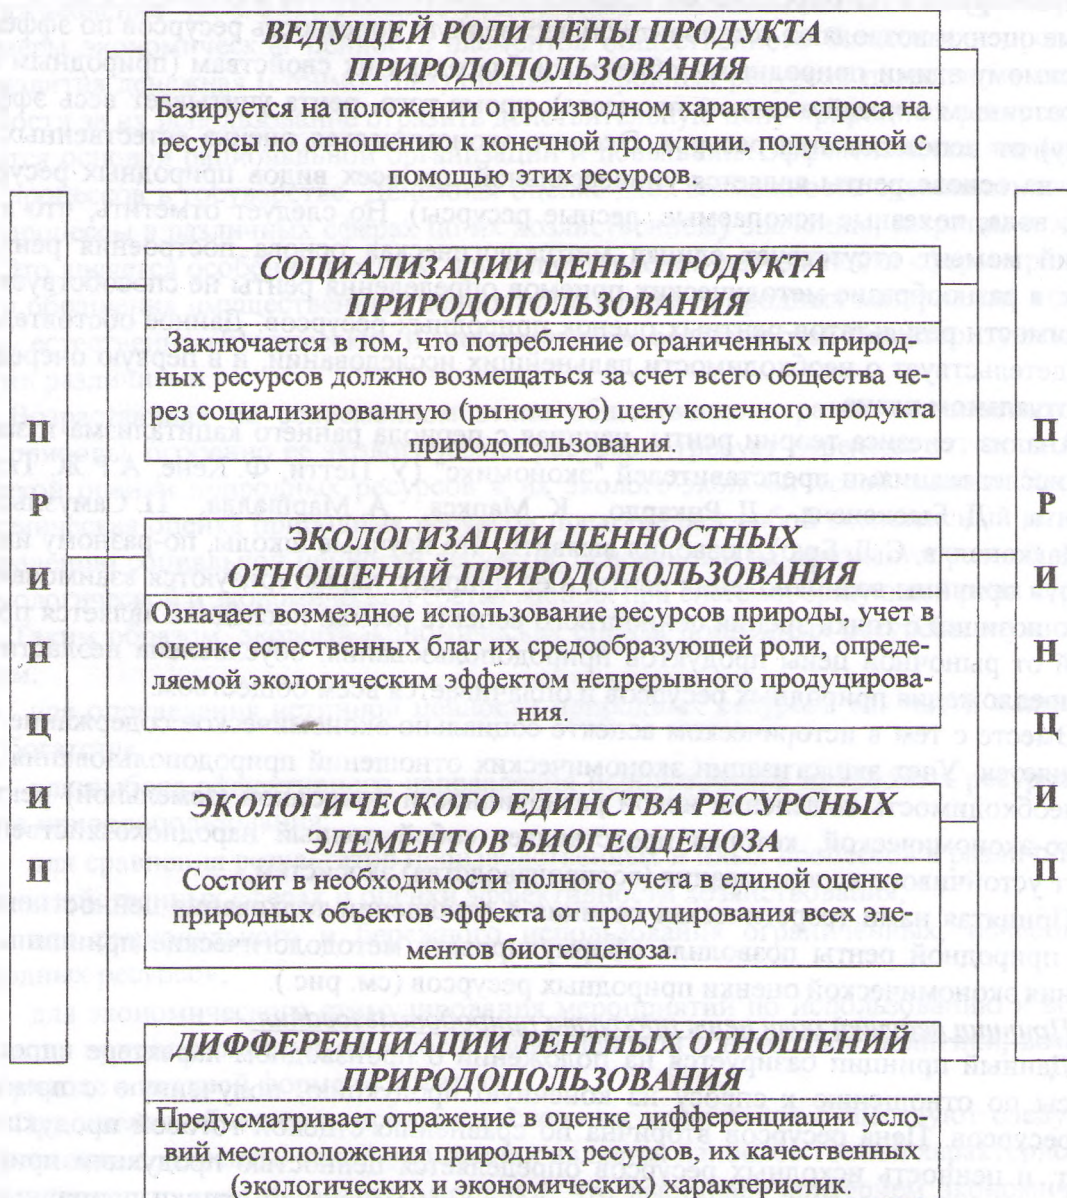 ВЕДУЩЕЙ РОЛИ ЦЕНЫ ПРОДУКТА
ПРИРОДОПОЛЬЗОВАНИЯ
Базируется на положении о производном характере спроса на
ресурсы по отношению к конечной продукции, полученной с
помощью этих ресурсов.
СОЦИАЛИЗАЦИИ ЦЕНЫ ПРОДУКТА
ПРИРОДОПОЛЬЗОВАНИЯ
Заключается в том, что потребление ограниченных природ-
ных ресурсов должно возмещаться за счет всего общества че-
рез социализированную (рыночную) цену конечного продукта
природопользования.
ЭКОЛОГИЗАЦИИ ЦЕННОСТНЫХ
ОТНОШЕНИЙ ПРИРОДОПОЛЬЗОВАНИЯ
Означает возмездное использование ресурсов природы, учет в
оценке естественных благ их средообразующей роли, опреде-
ляемой экологическим эффектом непрерывного продуцирова-
ния.
ЭКОЛОГИЧЕСКОГО ЕДИНСТВА РЕСУРСНЫХ
ЭЛЕМЕНТОВ БИОГЕОЦЕНОЗА
Состоит в необходимости полного учета в единой оценке
природных объектов эффекта от продуцирования всех эле-
ментов биогеоценоза.
ДИФФЕРЕНЦИАЦИИ РЕНТНЫХ ОТНОШЕНИЙ
ПРИРОДОПОЛЬЗОВАНИЯ
Предусматривает отражение в оценке дифференциации усло-
вий местоположения природных ресурсов, их качественных
(экологических и экономических) характеристик.
П
Р
И
Н
Ц
И
П
П
Р
И
Н
Ц
И
П